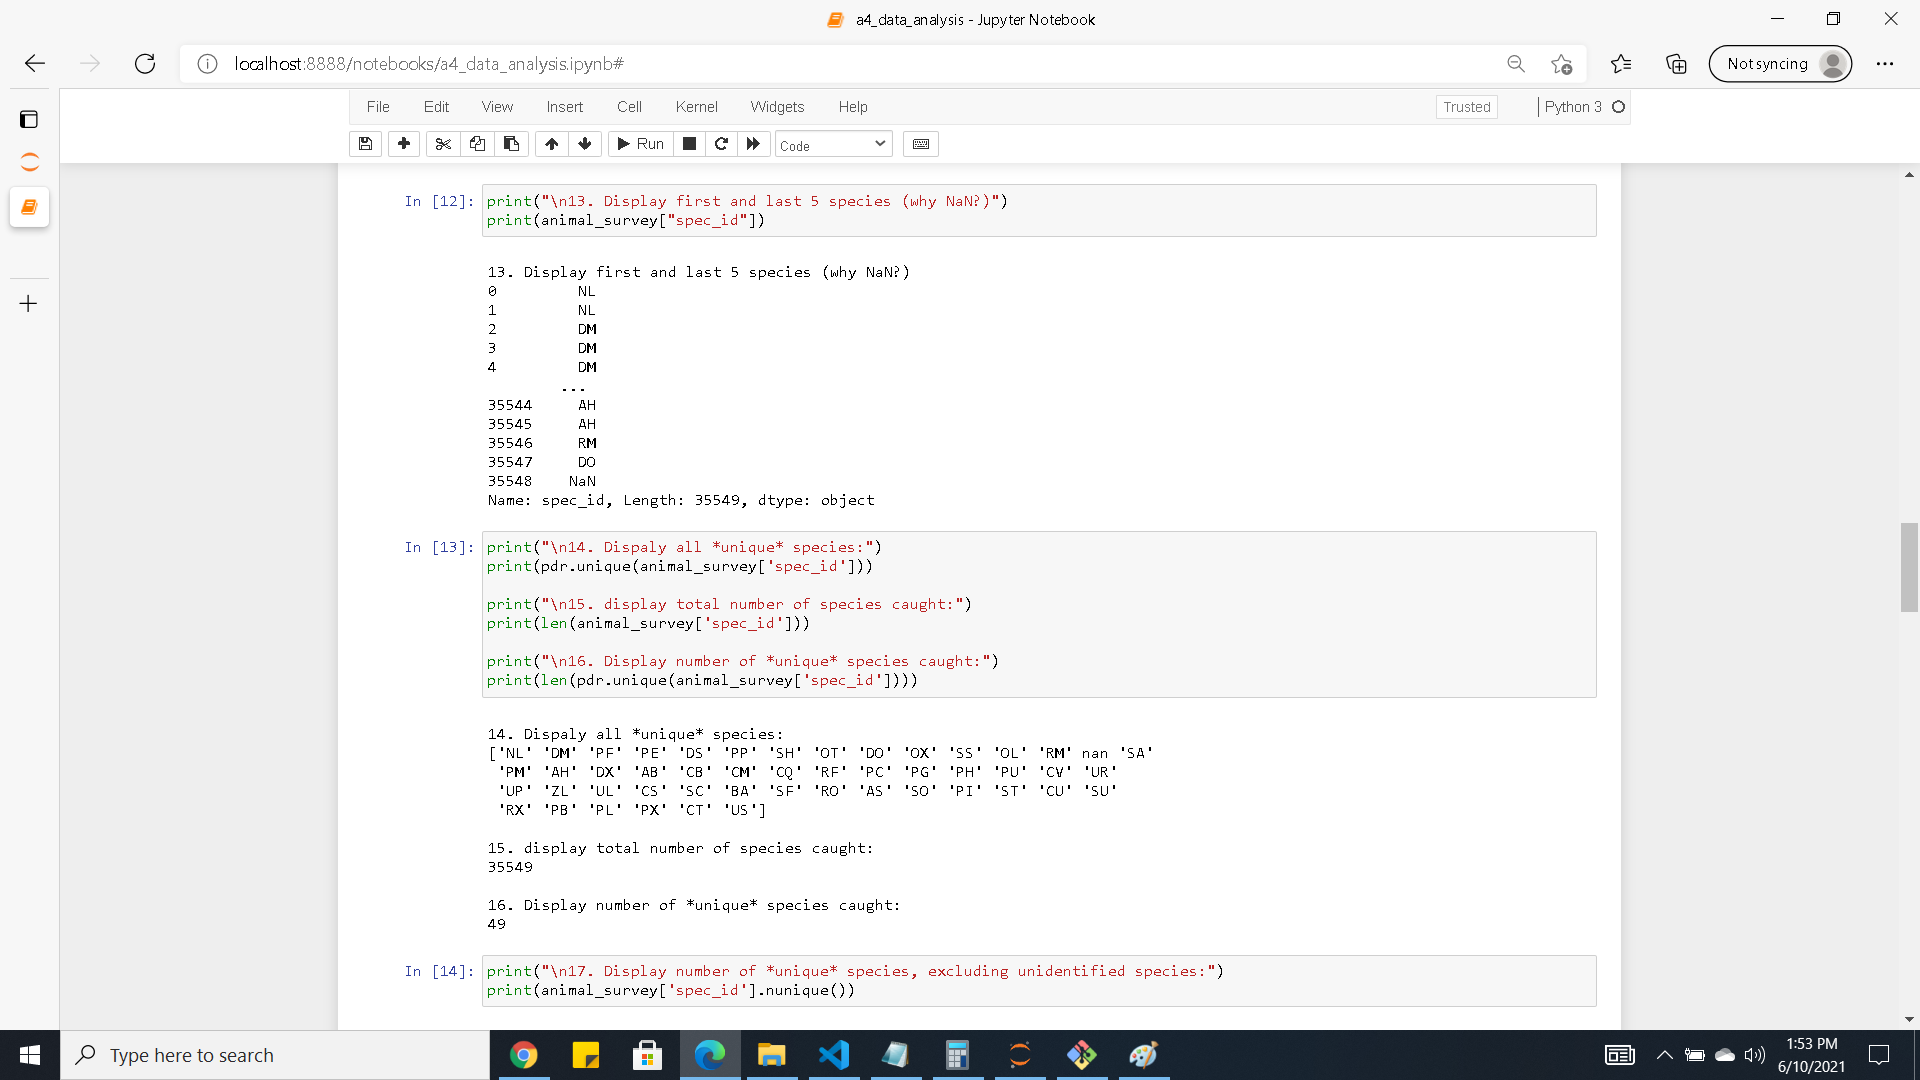 a4_data_analysis - Jupyter Notebook
localhost:8888/notebooks/a4_data_analysis.ipynb#
Not syncing
File Edit View Insert Cell Kernel Widgets Help
Trusted
Python 3
Run
Code
In [12]:
print("\n13. Display first and last 5 species (why NaN?)")
print(animal_survey["spec_id"])
13. Display first and last 5 species (why NaN?)
0 NL
1 NL
2 DM
3 DM
4 DM
...
35544 AH
35545 AH
35546 RM
35547 DO
35548 NaN
Name: spec_id, Length: 35549, dtype: object
In [13]:
print("\n14. Dispaly all *unique* species:")
print(pdr.unique(animal_survey['spec_id']))
print("\n15. display total number of species caught:")
print(len(animal_survey['spec_id']))
print("\n16. Display number of *unique* species caught:")
print(len(pdr.unique(animal_survey['spec_id'])))
14. Dispaly all *unique* species:
['NL' 'DM' 'PF' 'PE' 'DS' 'PP' 'SH' 'OT' 'DO' 'OX' 'SS' 'OL' 'RM' nan 'SA'
'PM' 'AH' 'DX' 'AB' 'CB' 'CM' 'CQ' 'RF' 'PC' 'PG' 'PH' 'PU' 'CV' 'UR'
'UP' 'ZL' 'UL' 'CS' 'SC' 'BA' 'SF' 'RO' 'AS' 'SO' 'PI' 'ST' 'CU' 'SU'
'RX' 'PB' 'PL' 'PX' 'CT' 'US']
15. display total number of species caught:
35549
16. Display number of *unique* species caught:
49
In [14]:
print("\n17. Display number of *unique* species, excluding unidentified species:")
print(animal_survey['spec_id'].nunique())
Type here to search
1:53 PM
6/10/2021